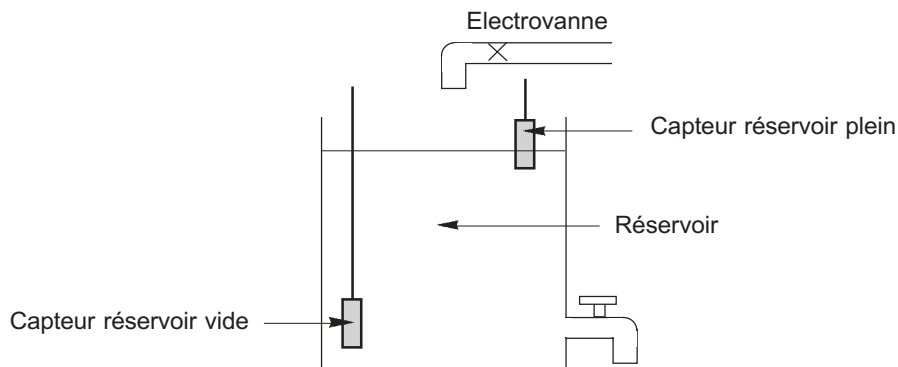 Electrovanne
Capteur réservoir plein
Réservoir
Capteur réservoir vide